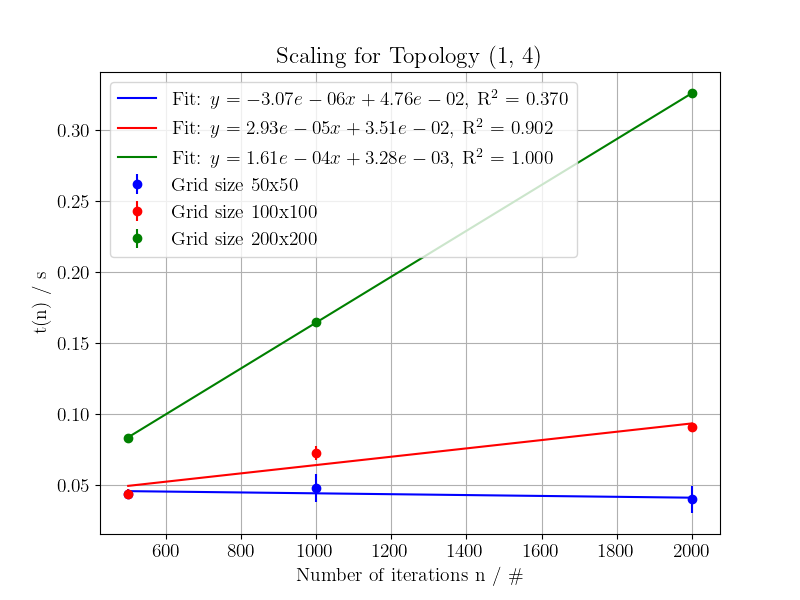 Scaling for Topology (1, 4)
Fit: y = −3.07e − 06x + 4.76e − 02, R² = 0.370
Fit: y = 2.93e − 05x + 3.51e − 02, R² = 0.902
Fit: y = 1.61e − 04x + 3.28e − 03, R² = 1.000
Grid size 50x50
Grid size 100x100
Grid size 200x200
t(n) / s
0.30
0.25
0.20
0.15
0.10
0.05
600 800 1000 1200 1400 1600 1800 2000
Number of iterations n / #